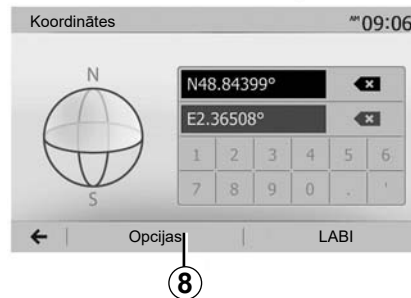 Koordinātes AM 09:06
N
S
N48.84399°
E2.36508°
1 2 3 4 5 6
7 8 9 0 . '
Opcijas LABI
8